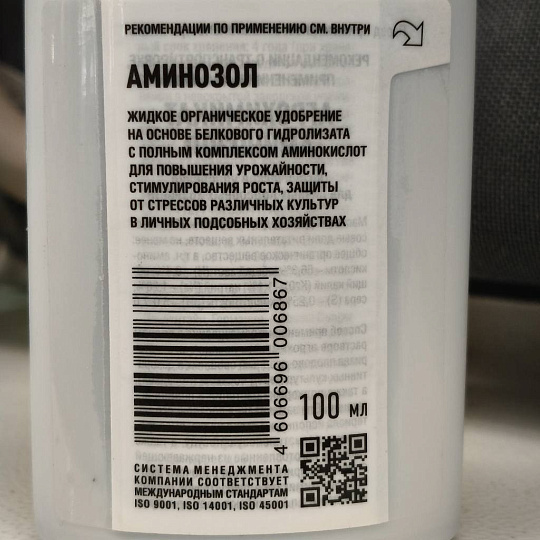 РЕКОМЕНДАЦИИ ПО ПРИМЕНЕНИЮ СМ. ВНУТРИ
АМИНОЗОЛ
ЖИДКОЕ ОРГАНИЧЕСКОЕ УДОБРЕНИЕ
НА ОСНОВЕ БЕЛКОВОГО ГИДРОЛИЗАТА
С ПОЛНЫМ КОМПЛЕКСОМ АМИНОКИСЛОТ
ДЛЯ ПОВЫШЕНИЯ УРОЖАЙНОСТИ,
СТИМУЛИРОВАНИЯ РОСТА, ЗАЩИТЫ
ОТ СТРЕССОВ РАЗЛИЧНЫХ КУЛЬТУР
В ЛИЧНЫХ ПОДСОБНЫХ ХОЗЯЙСТВАХ
4 606696 006867
100 МЛ
СИСТЕМА МЕНЕДЖМЕНТА
КОМПАНИИ СООТВЕТСТВУЕТ
МЕЖДУНАРОДНЫМ СТАНДАРТАМ
ISO 9001, ISO 14001, ISO 45001